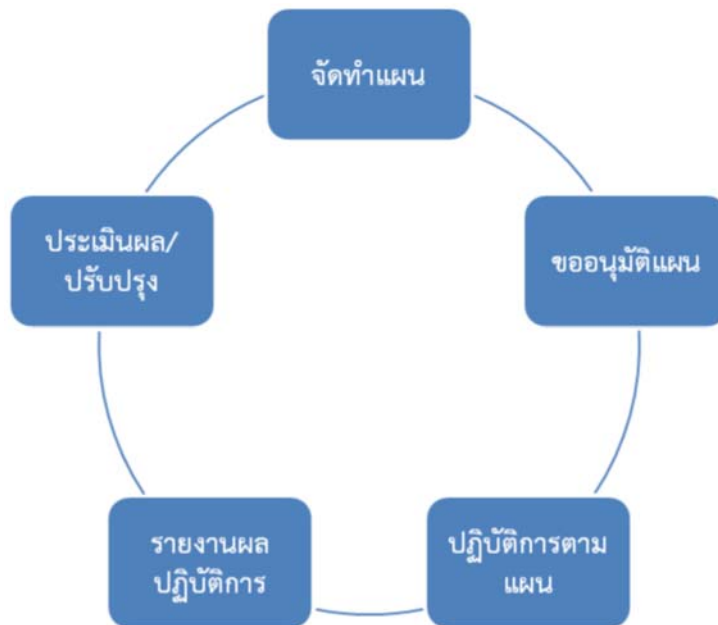 จัดทำแผน
ขออนุมัติแผน
ปฏิบัติการตาม
แผน
รายงานผล
ปฏิบัติการ
ประเมินผล/
ปรับปรุง